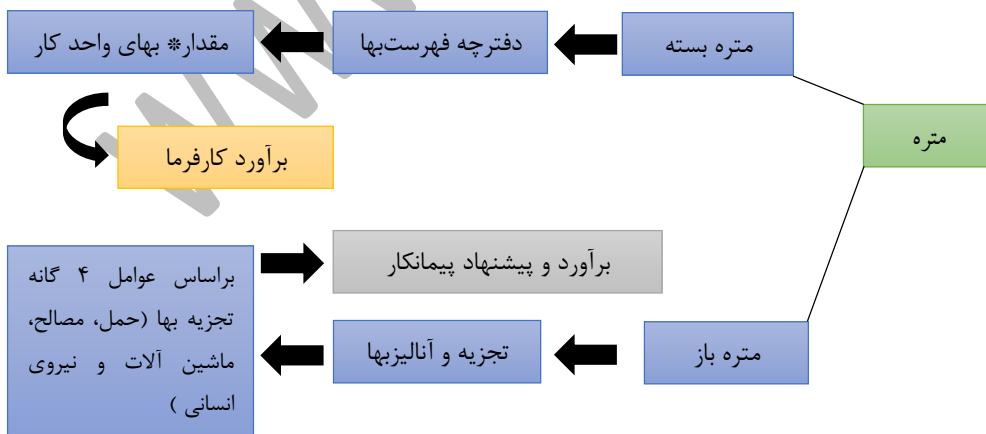 متره
متره بسته
دفترچه فهرست‌بها
مقدار* بهای واحد کار
برآورد کارفرما
متره باز
تجزیه و آنالیزبها
براساس عوامل ۴ گانه
تجزیه بها (حمل، مصالح،
ماشین آلات و نیروی
انسانی )
برآورد و پیشنهاد پیمانکار